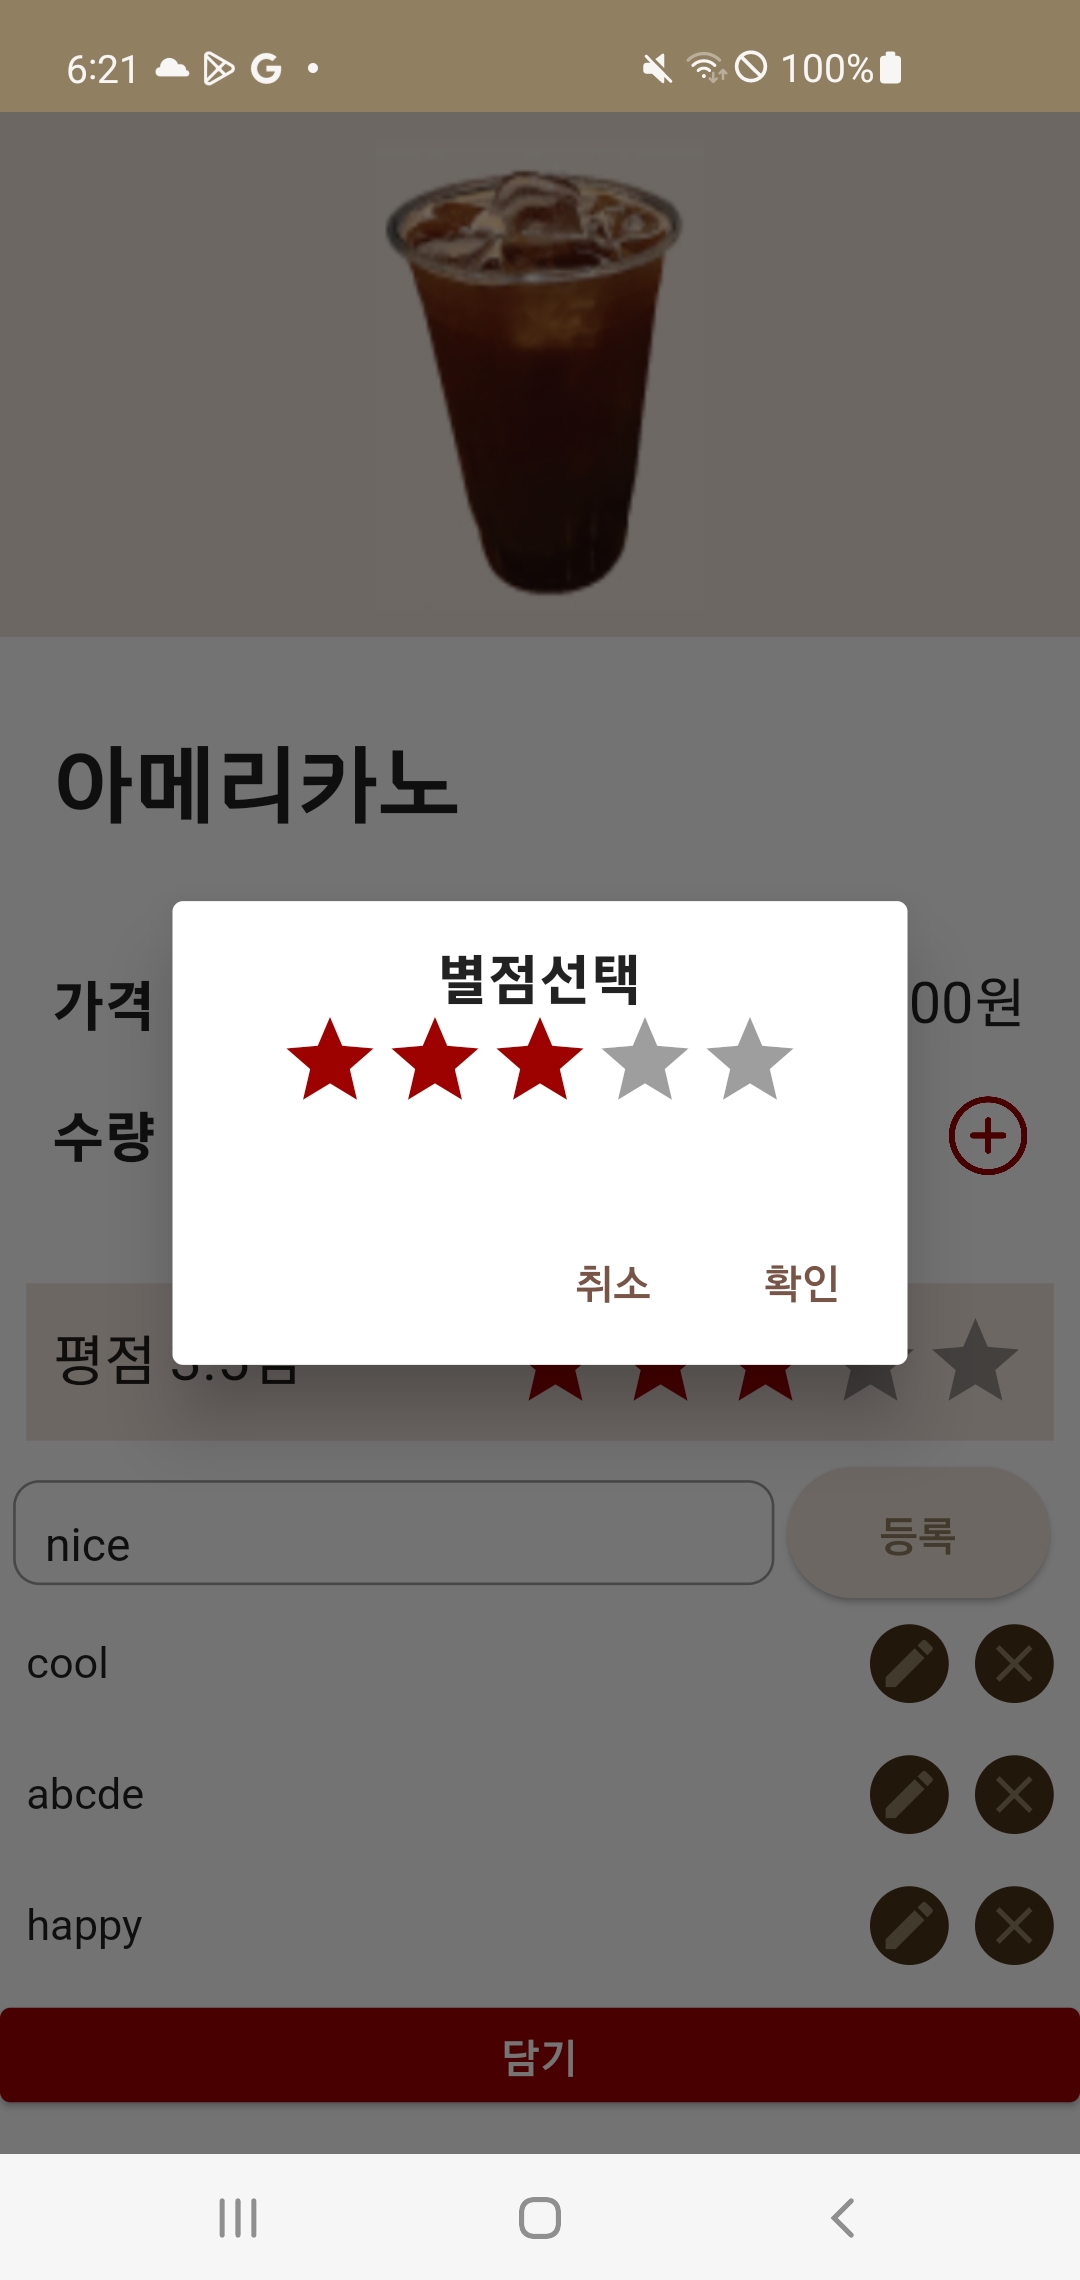 6:21 100%
아메리카노
별점선택
가격 00원
수량
취소 확인
평점
nice 등록
cool
abcde
happy
담기